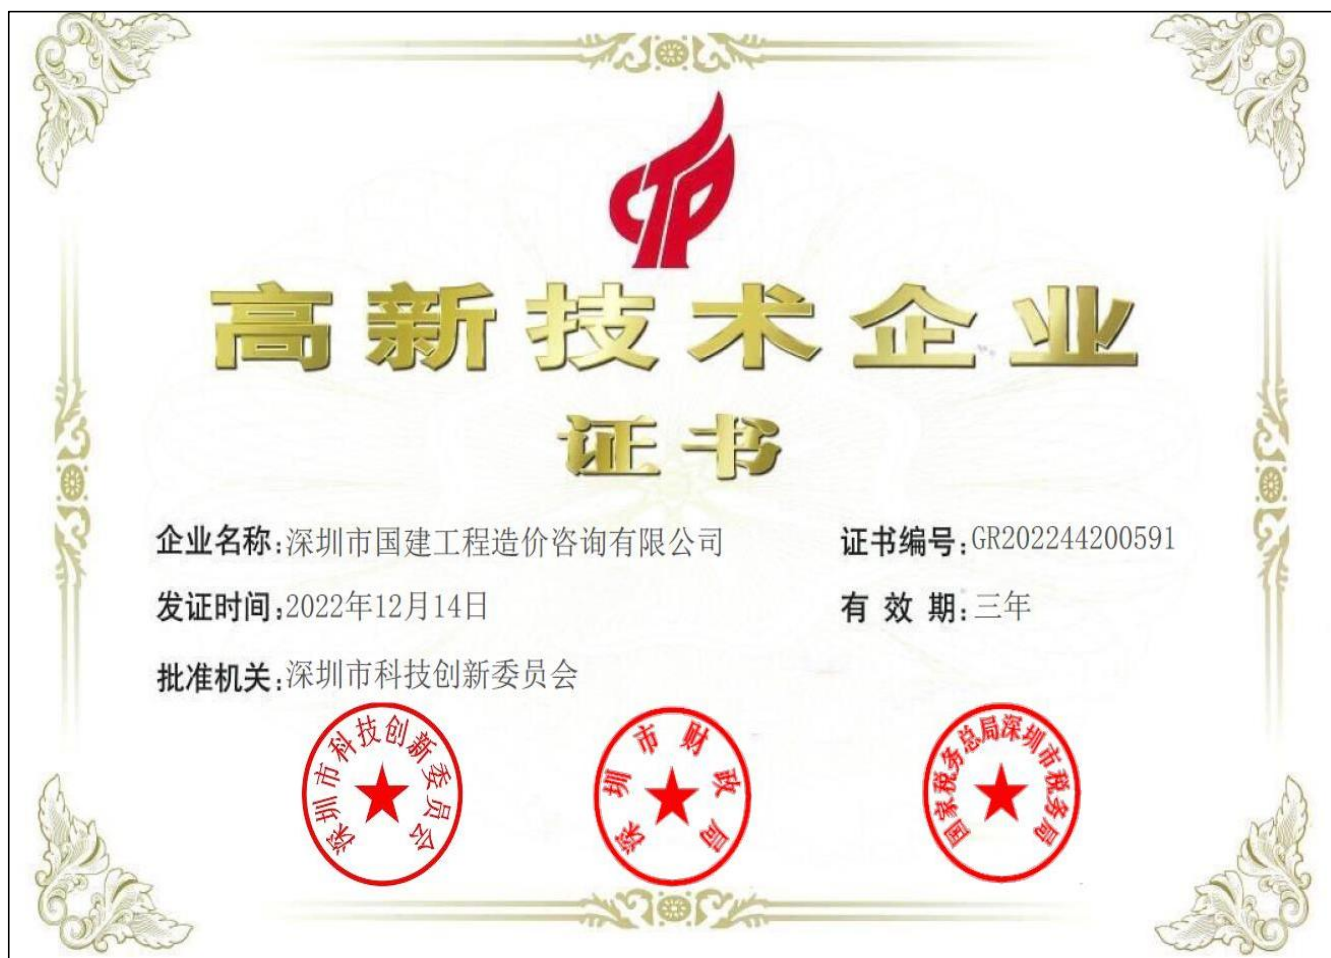 CTP
高新技术企业
证书
企业名称:深圳市国建工程造价咨询有限公司
证书编号:GR202244200591
发证时间:2022年12月14日
有效期:三年
批准机关:深圳市科技创新委员会
深圳市科技创新委员会
深圳市财政局
国家税务总局深圳市税务局